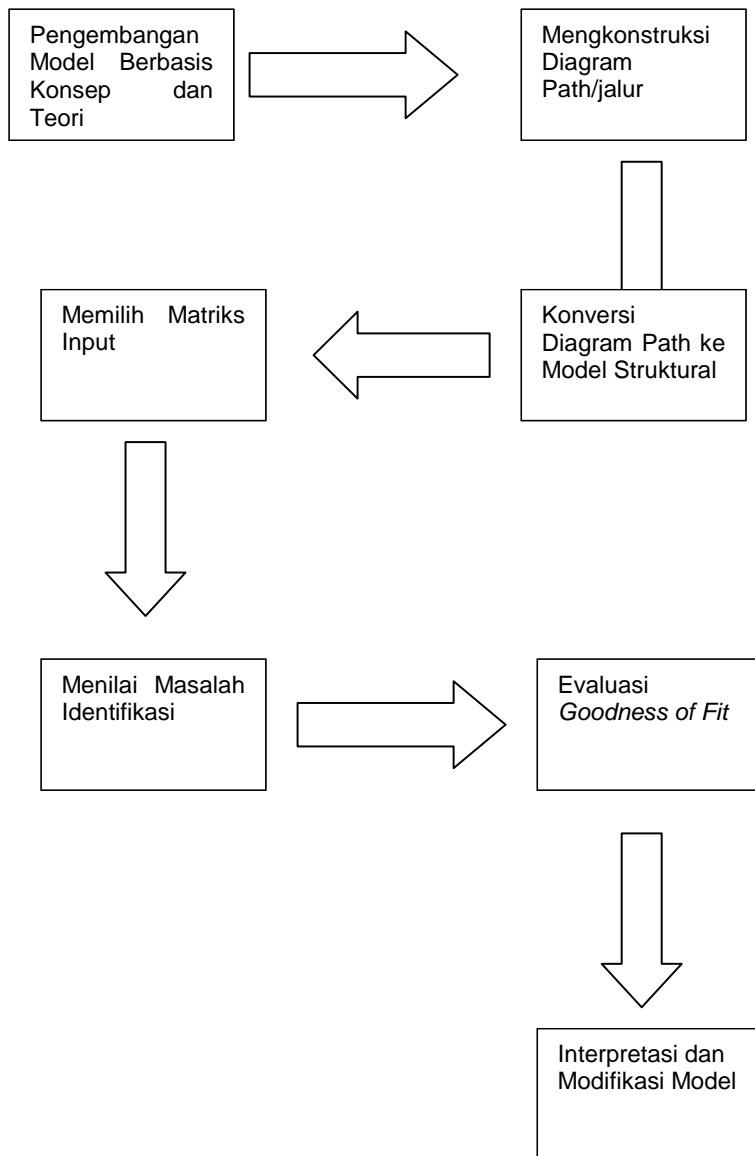 Pengembangan
Model Berbasis
Konsep dan
Teori
Mengkonstruksi
Diagram
Path/jalur
Konversi
Diagram Path ke
Model Struktural
Memilih Matriks
Input
Menilai Masalah
Identifikasi
Evaluasi
Goodness of Fit
Interpretasi dan
Modifikasi Model